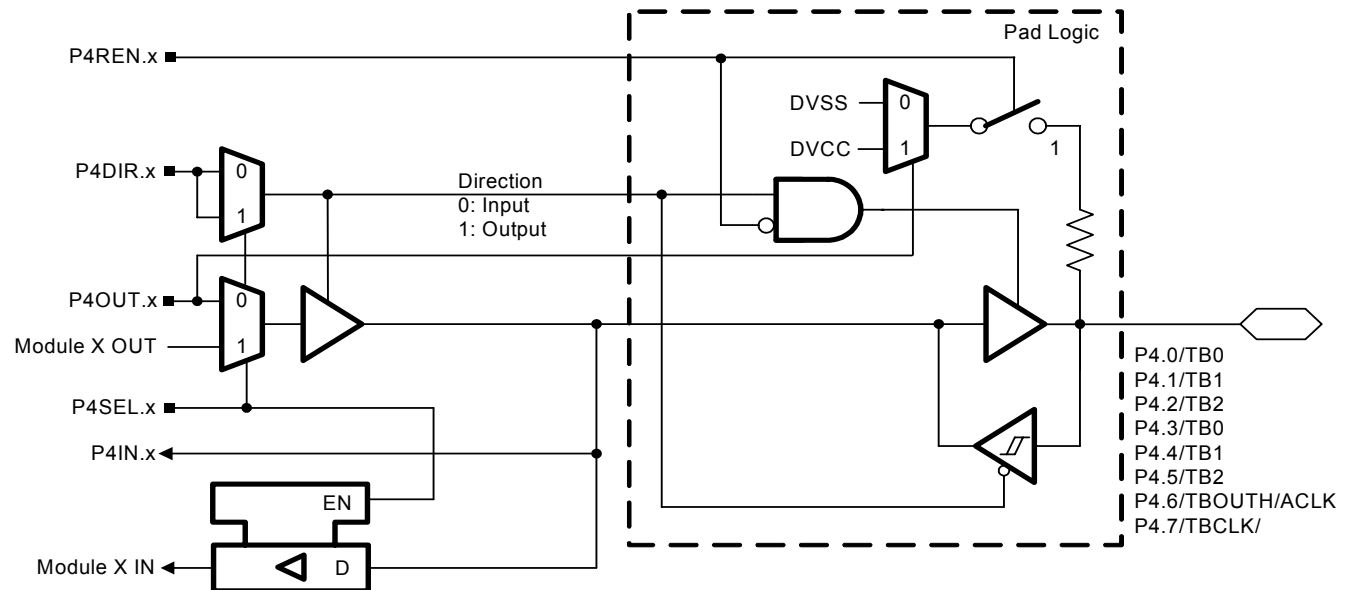 Pad Logic
P4REN.x
DVSS
0
DVCC
1
1
P4DIR.x
0
1
Direction
0: Input
1: Output
P4OUT.x
0
Module X OUT
1
P4SEL.x
P4IN.x
EN
Module X IN
D
P4.0/TB0
P4.1/TB1
P4.2/TB2
P4.3/TB0
P4.4/TB1
P4.5/TB2
P4.6/TBOUTH/ACLK
P4.7/TBCLK/